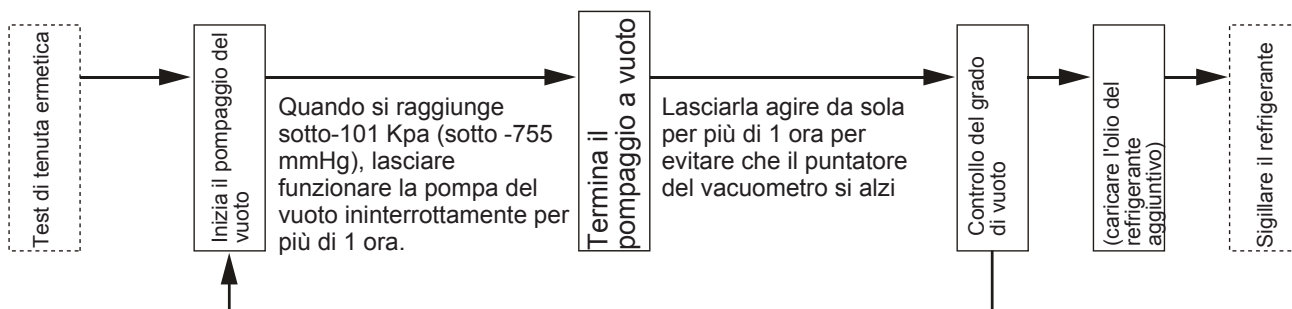 Test di tenuta ermetica
Inizia il pompaggio del
vuoto
Quando si raggiunge
sotto-101 Kpa (sotto -755
mmHg), lasciare
funzionare la pompa del
vuoto ininterrottamente per
più di 1 ora.
Termina il
pompaggio a vuoto
Lasciarla agire da sola
per più di 1 ora per
evitare che il puntatore
del vacuometro si alzi
Controllo del grado
di vuoto
(caricare l'olio del
refrigerante
aggiuntivo)
Sigillare il refrigerante